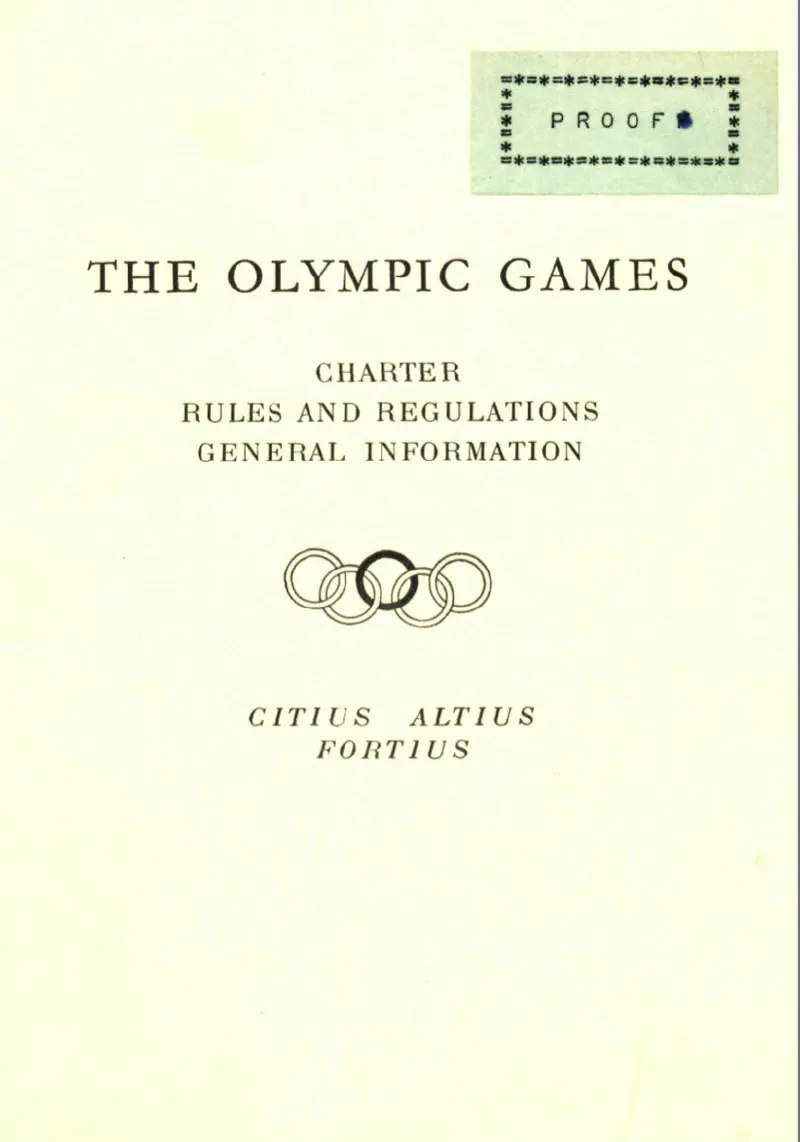 =*=*=*=*=*=*=*=*=*=
PROOF
=*=*=*=*=*=*=*=*=*=
THE OLYMPIC GAMES
CHARTER
RULES AND REGULATIONS
GENERAL INFORMATION
CITIUS ALTIUS
FORTIUS